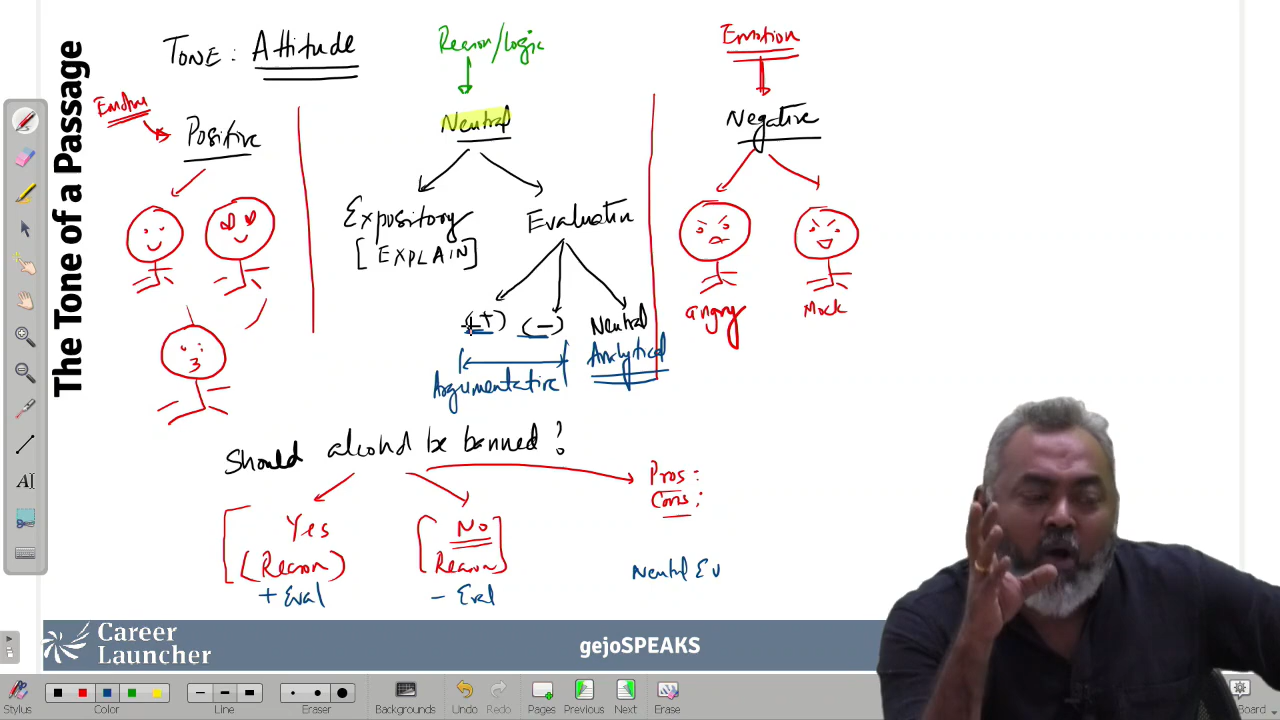 The Tone of a Passage
TONE: Attitude
Reason/Logic
Emotion
Emotion
Positive
Neutral
Negative
Expository
[EXPLAIN]
Evaluative
(+) (-) Neutral
Argumentative
Analytical
angry
Mock
Should alcohol be banned?
Yes
(Reason)
+ Eval
No
Reason
- Eval
Pros:
Cons:
Neutral Ev
Career
Launcher
gejoSPEAKS
Stylus
Color
Line
Eraser
Backgrounds
Undo
Redo
Pages
Previous
Next
Erase
Board